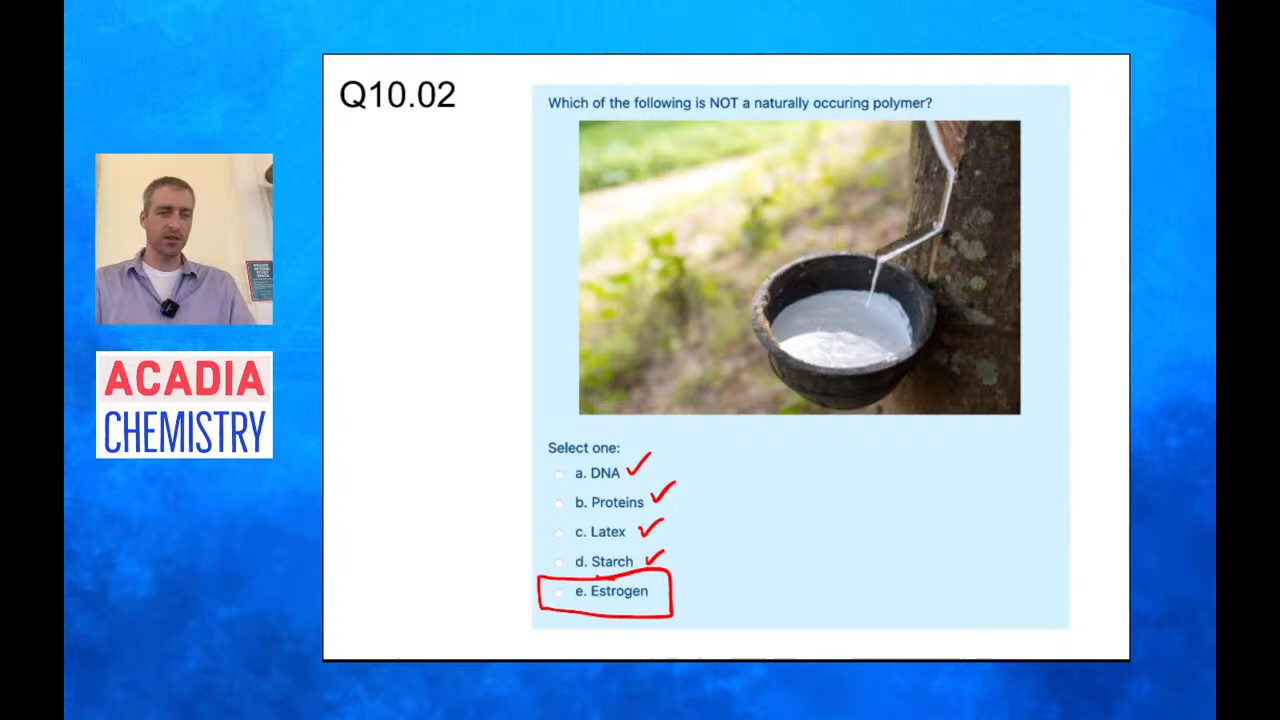 Q10.02
Which of the following is NOT a naturally occuring polymer?
ACADIA
CHEMISTRY
Select one:
a. DNA
b. Proteins
c. Latex
d. Starch
e. Estrogen